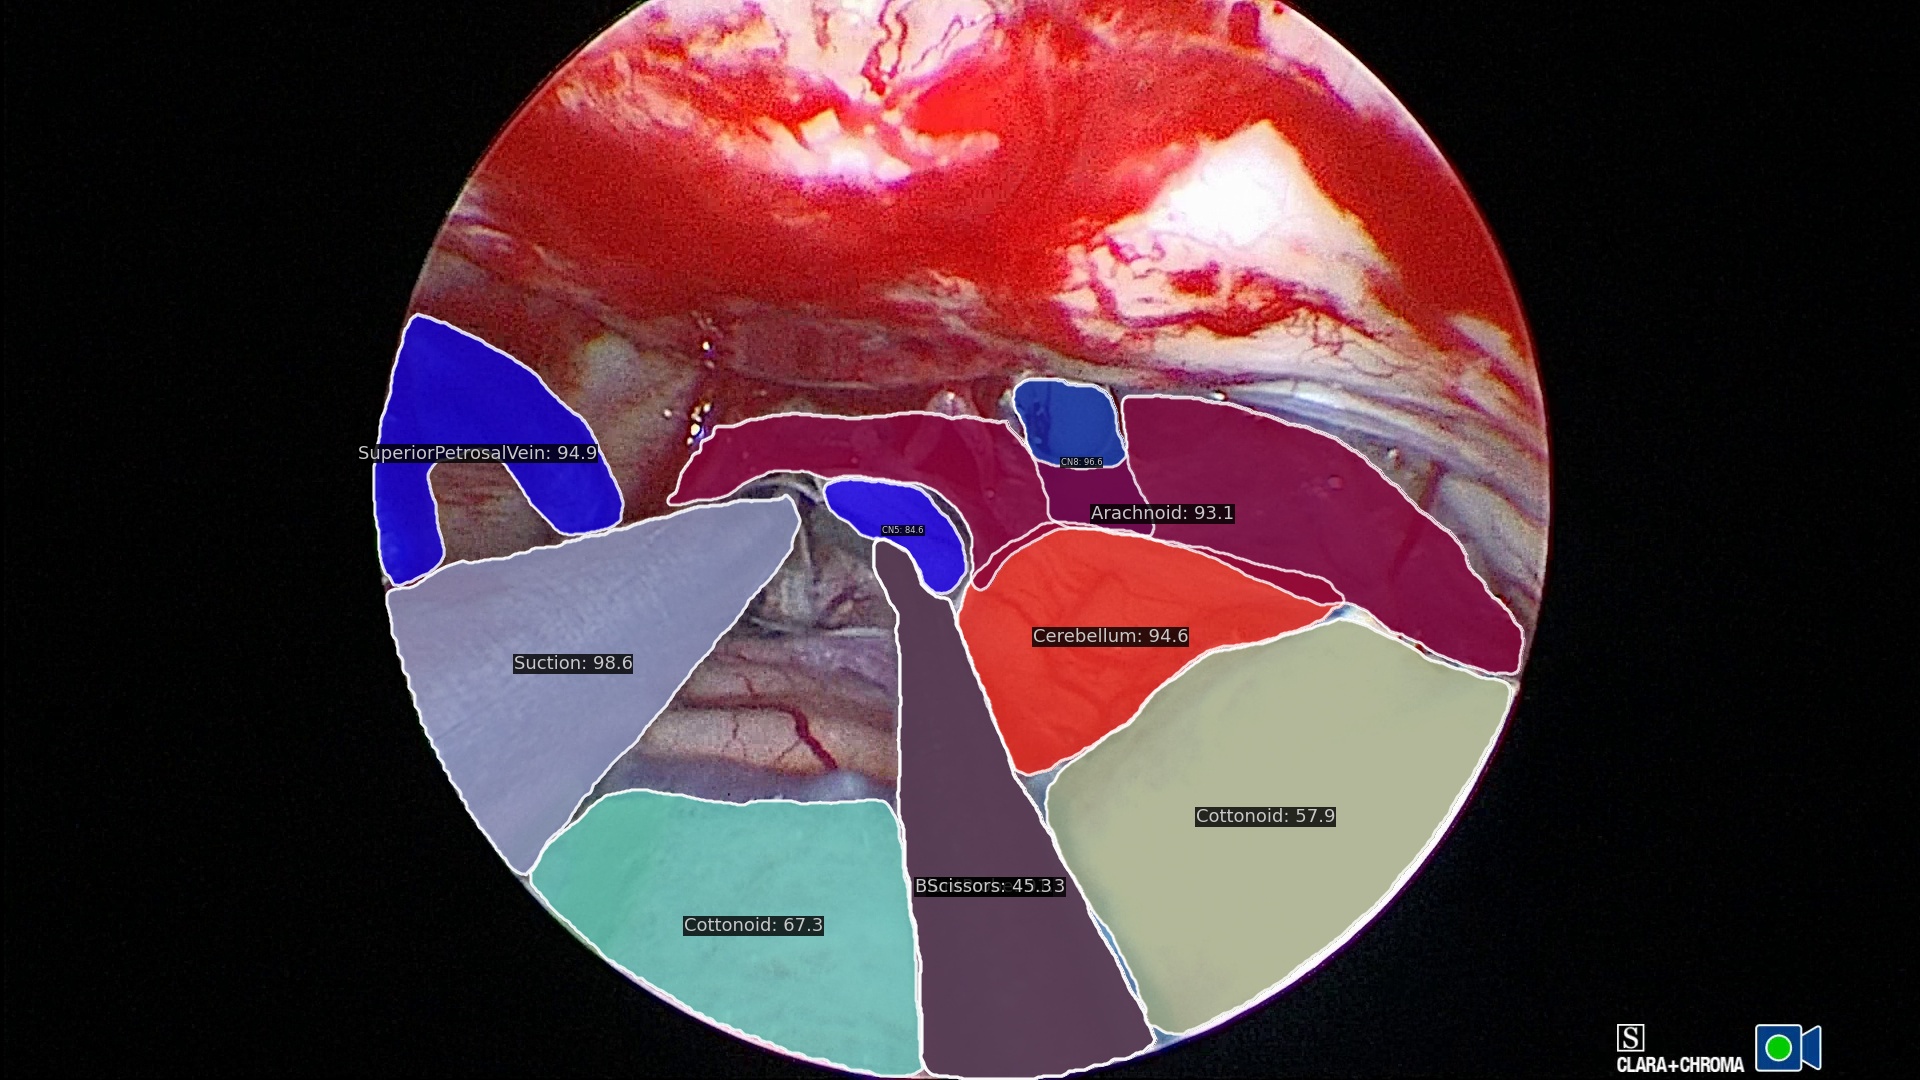 SuperiorPetrosalVein: 94.9
CN8: 96.6
Arachnoid: 93.1
CN5: 84.6
Cerebellum: 94.6
Suction: 98.6
Cottonoid: 57.9
BScissors: 45.33
Cottonoid: 67.3
S
CLARA+CHROMA